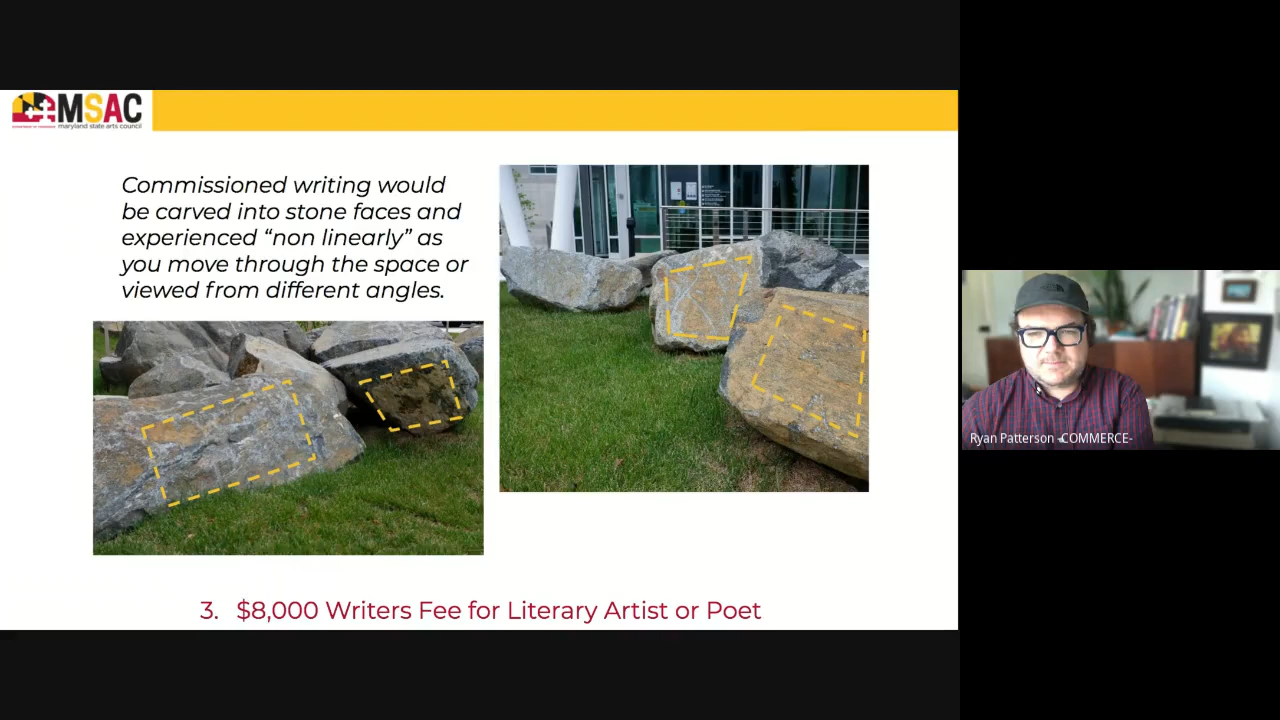 MSAC
maryland state arts council
Commissioned writing would
be carved into stone faces and
experienced “non linearly” as
you move through the space or
viewed from different angles.
3. $8,000 Writers Fee for Literary Artist or Poet
Ryan Patterson -COMMERCE-